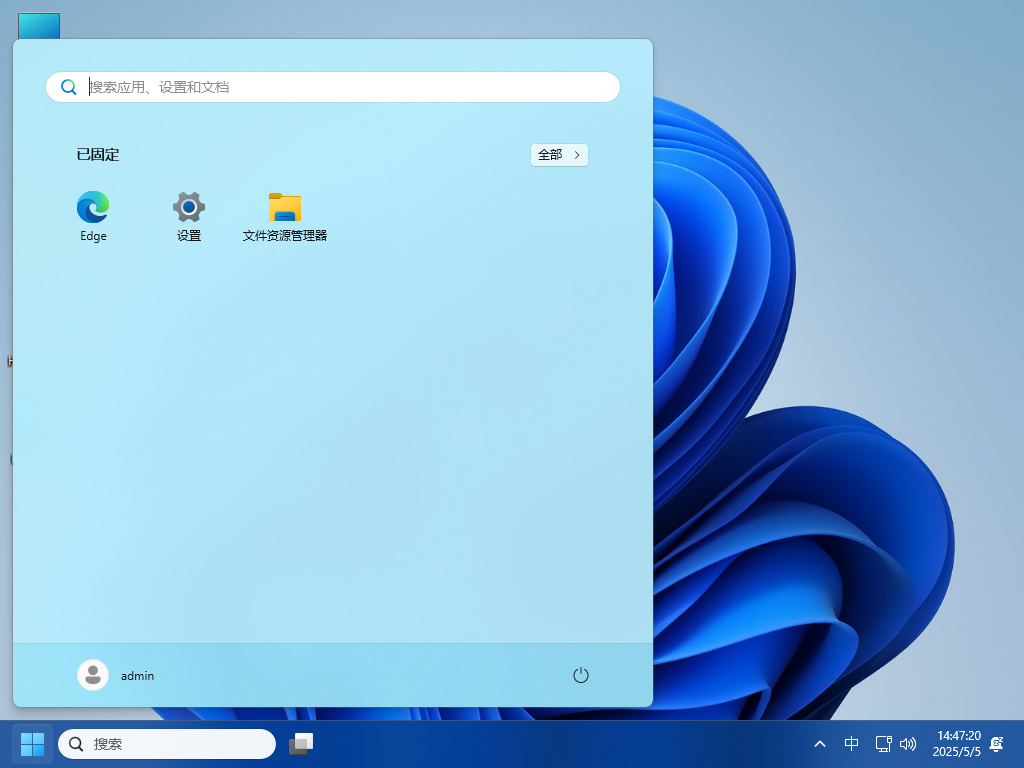 搜索应用、设置和文档
已固定
全部
Edge
设置
文件资源管理器
admin
搜索
中
14:47:20
2025/5/5